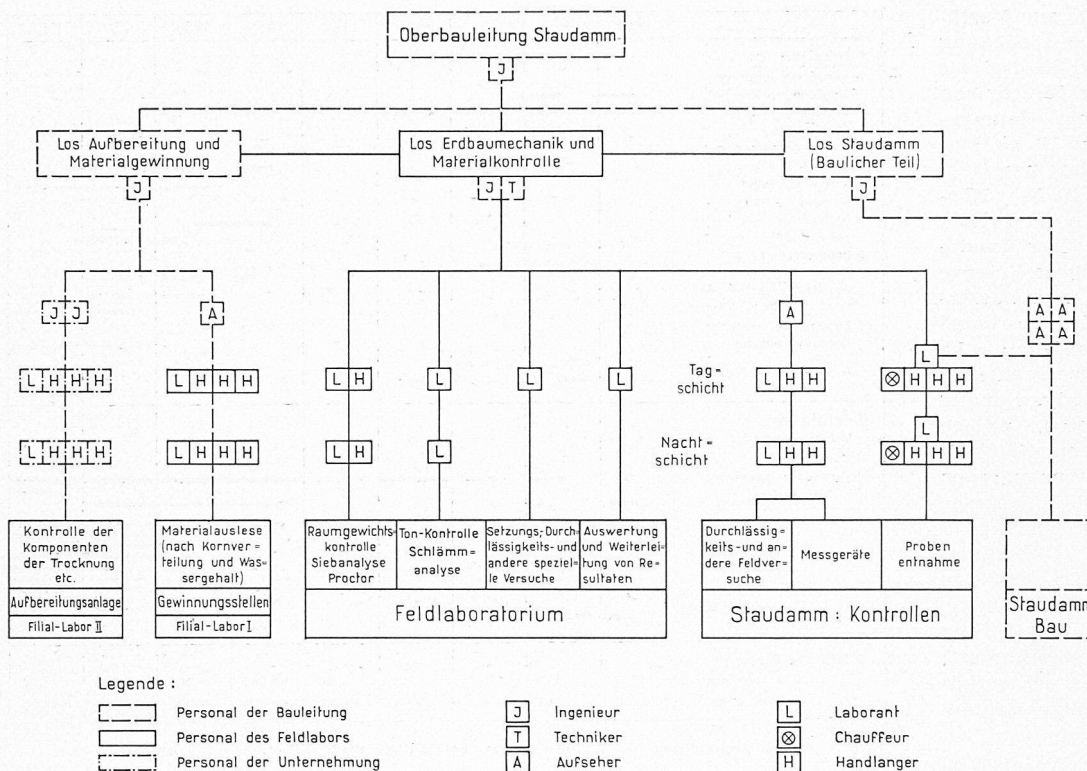 Oberbauleitung Staudamm
J
Los Aufbereitung und
Materialgewinnung
J
Los Erdbaumechanik und
Materialkontrolle
J T
Los Staudamm
(Baulicher Teil)
J
J J
A
A
A A
A A
Tag=
schicht
L H H H
L H H H
L H
L
L
L
L H H
L
⊗ H H H
Nacht=
schicht
L H H H
L H H H
L H
L
L H H H
L
⊗ H H H
Kontrolle der
Komponenten
der Trocknung
etc.
Aufbereitungsanlage
Filial-Labor II
Materialauslese
(nach Kornver=
teilung und Was=
sergehalt)
Gewinnungsstellen
Filial-Labor I
Raumgewichts=
kontrolle
Siebanalyse
Proctor
Ton-Kontrolle
Schlämm=
analyse
Setzungs-, Durch=
lässigkeits- und
andere speziel=
le Versuche
Auswertung
und Weiterlei=
tung von Re=
sultaten
Feldlaboratorium
Durchlässig=
keits- und an=
dere Feldver=
suche
Messgeräte
Proben
entnahme
Staudamm : Kontrollen
Staudamm
Bau
Legende :
Personal der Bauleitung
Personal des Feldlabors
Personal der Unternehmung
J Ingenieur
T Techniker
A Aufseher
L Laborant
⊗ Chauffeur
H Handlanger